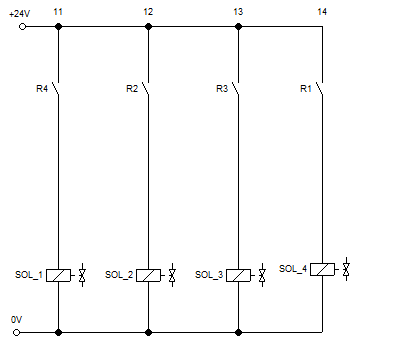 +24V 11 12 13 14
R4 R2 R3 R1
SOL_1 SOL_2 SOL_3 SOL_4
0V